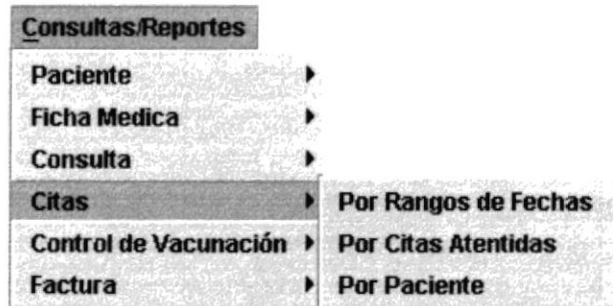 Consultas/Reportes
Paciente
Ficha Medica
Consulta
Citas
Control de Vacunación
Factura
Por Rangos de Fechas
Por Citas Atentidas
Por Paciente